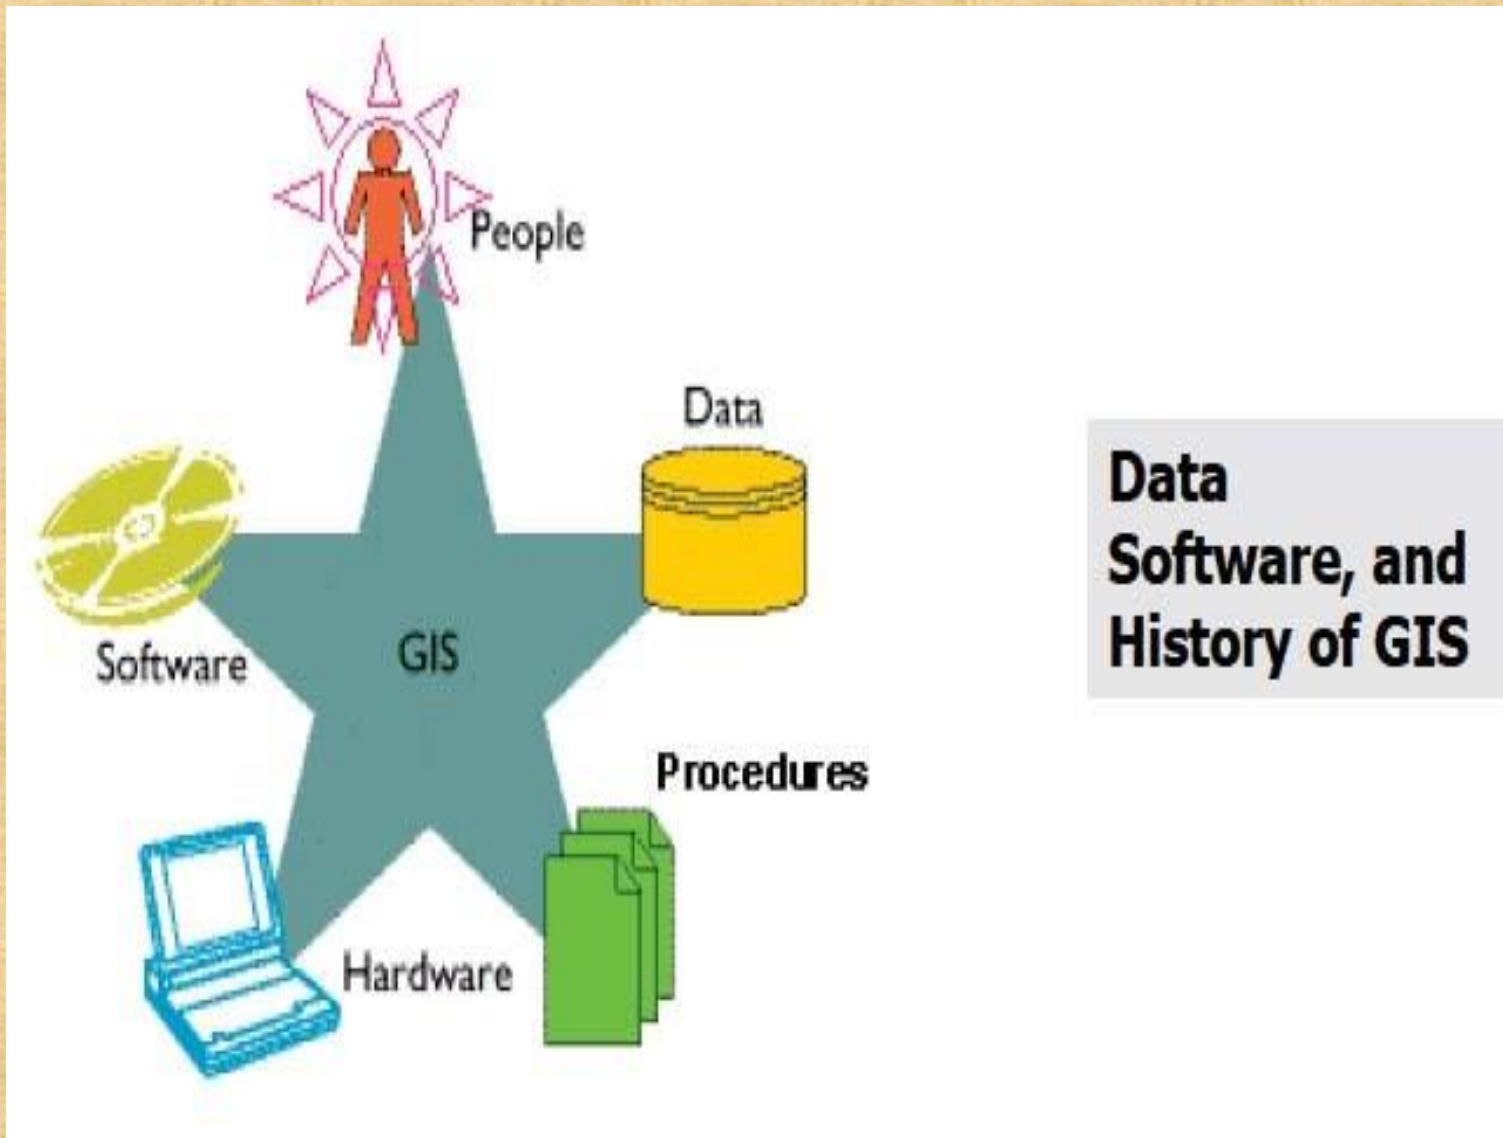 People
Data
Software
GIS
Procedures
Hardware
Data
Software, and
History of GIS